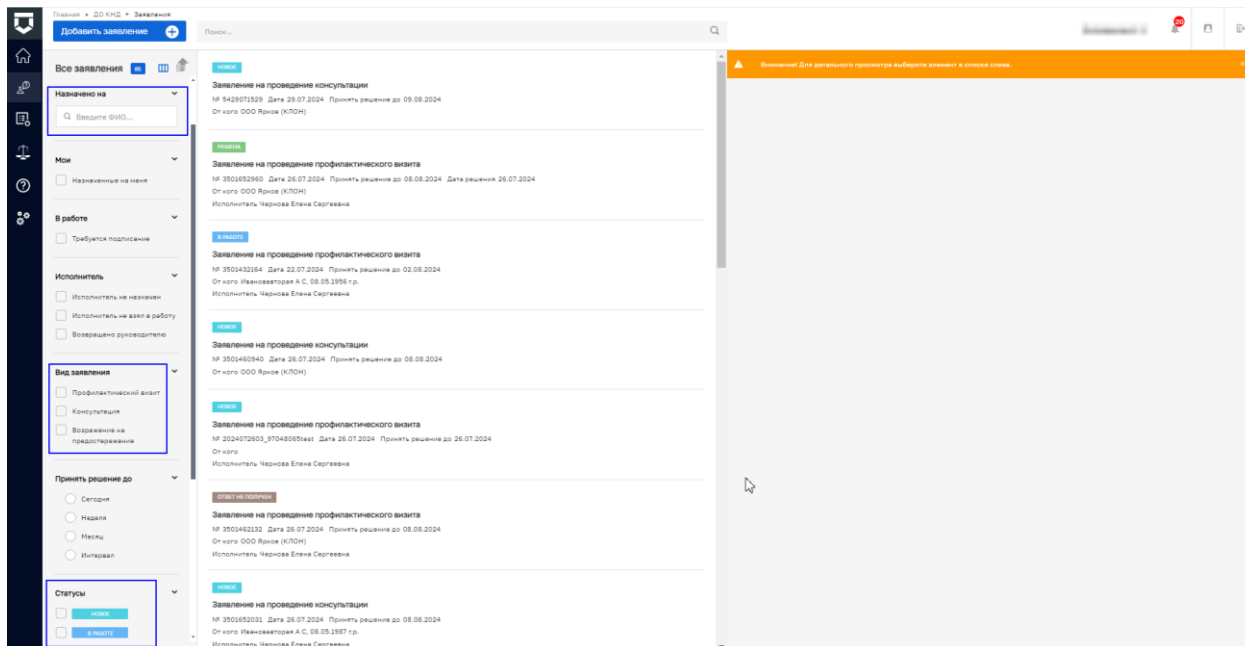 Главная ▸ ДО КНД ▸ Заявления
Добавить заявление
Поиск...
20
Все заявления
Назначено на
Введите ФИО...
Мои
Назначенные на меня
В работе
Требуется подписание
Исполнитель
Исполнитель не назначен
Исполнитель не взял в работу
Возвращено руководителю
Вид заявления
Профилактический визит
Консультация
Возражение на
предостережение
Принять решение до
Сегодня
Неделя
Месяц
Интервал
Статусы
НОВОЕ
В РАБОТЕ
НОВОЕ
Заявление на проведение консультации
№ 5429071529 Дата 29.07.2024 Принять решение до 09.08.2024
От кого ООО Яркое (КЛОН)
РЕШЕНА
Заявление на проведение профилактического визита
№ 3501652960 Дата 26.07.2024 Принять решение до 08.08.2024 Дата решения 26.07.2024
От кого ООО Яркое (КЛОН)
Исполнитель Чернова Елена Сергеевна
В РАБОТЕ
Заявление на проведение профилактического визита
№ 3501432164 Дата 22.07.2024 Принять решение до 02.08.2024
От кого Ивановавторая А С, 08.05.1956 г.р.
Исполнитель Чернова Елена Сергеевна
НОВОЕ
Заявление на проведение консультации
№ 3501460940 Дата 26.07.2024 Принять решение до 08.08.2024
От кого ООО Яркое (КЛОН)
НОВОЕ
Заявление на проведение профилактического визита
№ 2024072603_97048065test Дата 26.07.2024 Принять решение до 26.07.2024
От кого
Исполнитель Чернова Елена Сергеевна
ОТВЕТ НЕ ПОЛУЧЕН
Заявление на проведение профилактического визита
№ 3501462132 Дата 26.07.2024 Принять решение до 08.08.2024
От кого ООО Яркое (КЛОН)
Исполнитель Чернова Елена Сергеевна
НОВОЕ
Заявление на проведение консультации
№ 3501652031 Дата 26.07.2024 Принять решение до 08.08.2024
От кого Ивановавторая А С, 08.05.1987 г.р.
Исполнитель Чернова Елена Сергеевна
Внимание! Для детального просмотра выберите элемент в списке слева.